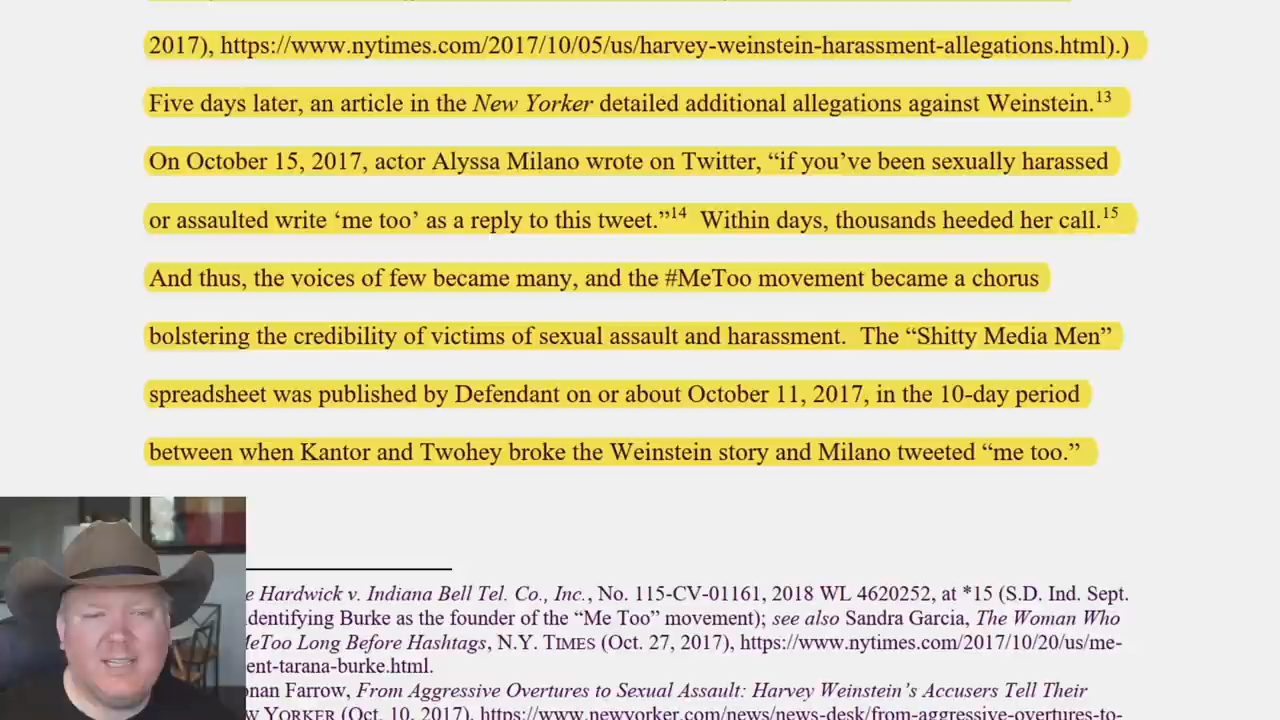 2017), https://www.nytimes.com/2017/10/05/us/harvey-weinstein-harassment-allegations.html).)
Five days later, an article in the New Yorker detailed additional allegations against Weinstein.13
On October 15, 2017, actor Alyssa Milano wrote on Twitter, “if you’ve been sexually harassed
or assaulted write ‘me too’ as a reply to this tweet.”14 Within days, thousands heeded her call.15
And thus, the voices of few became many, and the #MeToo movement became a chorus
bolstering the credibility of victims of sexual assault and harassment. The “Shitty Media Men”
spreadsheet was published by Defendant on or about October 11, 2017, in the 10-day period
between when Kantor and Twohey broke the Weinstein story and Milano tweeted “me too.”
e Hardwick v. Indiana Bell Tel. Co., Inc., No. 115-CV-01161, 2018 WL 4620252, at *15 (S.D. Ind. Sept.
dentifying Burke as the founder of the “Me Too” movement); see also Sandra Garcia, The Woman Who
MeToo Long Before Hashtags, N.Y. TIMES (Oct. 27, 2017), https://www.nytimes.com/2017/10/20/us/me-
ent-tarana-burke.html.
onan Farrow, From Aggressive Overtures to Sexual Assault: Harvey Weinstein’s Accusers Tell Their
W YORKER (Oct. 10, 2017), https://www.newyorker.com/news/news-desk/from-aggressive-overtures-to-